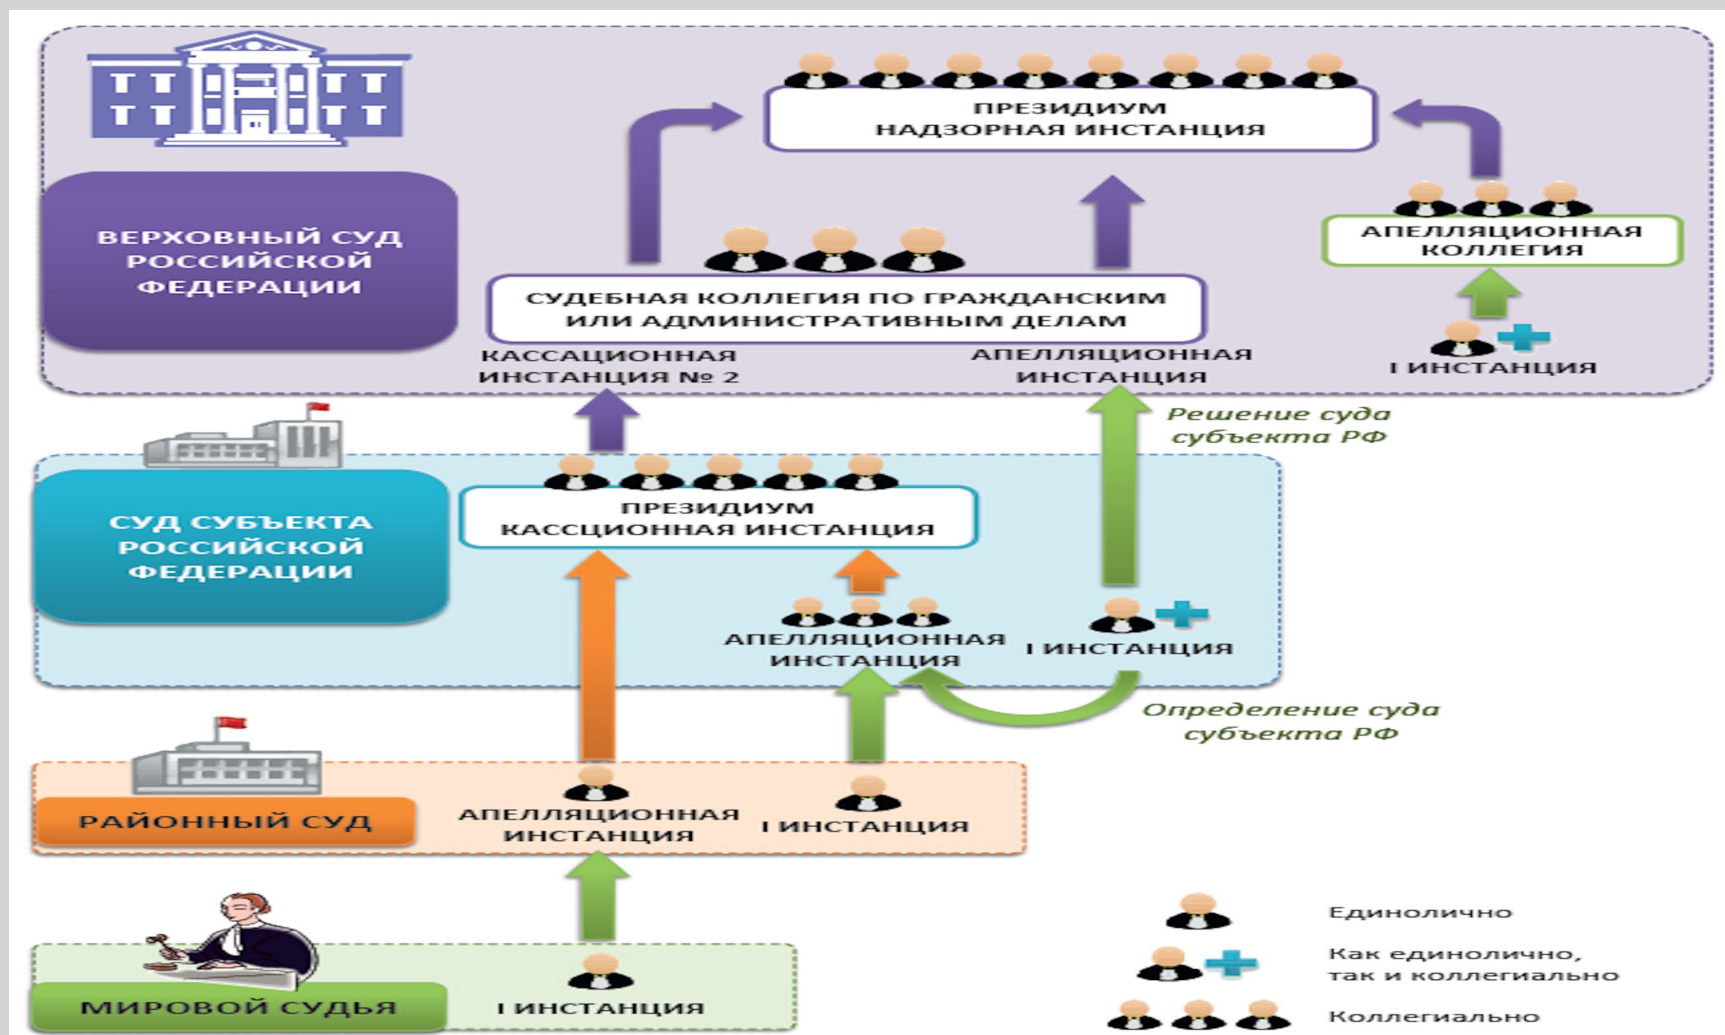 ПРЕЗИДИУМ
НАДЗОРНАЯ ИНСТАНЦИЯ
ВЕРХОВНЫЙ СУД
РОССИЙСКОЙ
ФЕДЕРАЦИИ
АПЕЛЛЯЦИОННАЯ
КОЛЛЕГИЯ
СУДЕБНАЯ КОЛЛЕГИЯ ПО ГРАЖДАНСКИМ
ИЛИ АДМИНИСТРАТИВНЫМ ДЕЛАМ
КАССАЦИОННАЯ
ИНСТАНЦИЯ № 2
АПЕЛЛЯЦИОННАЯ
ИНСТАНЦИЯ
I ИНСТАНЦИЯ
Решение суда
субъекта РФ
СУД СУБЪЕКТА
РОССИЙСКОЙ
ФЕДЕРАЦИИ
ПРЕЗИДИУМ
КАССЦИОННАЯ ИНСТАНЦИЯ
АПЕЛЛЯЦИОННАЯ
ИНСТАНЦИЯ
I ИНСТАНЦИЯ
Определение суда
субъекта РФ
РАЙОННЫЙ СУД
АПЕЛЛЯЦИОННАЯ
ИНСТАНЦИЯ
I ИНСТАНЦИЯ
МИРОВОЙ СУДЬЯ
I ИНСТАНЦИЯ
Единолично
Как единолично,
так и коллегиально
Коллегиально